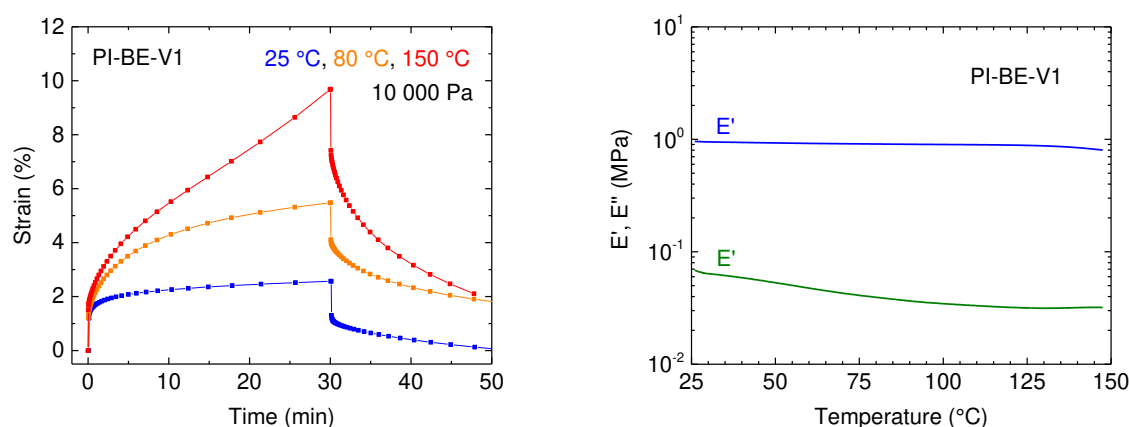 PI-BE-V1
25 °C, 80 °C, 150 °C
10 000 Pa
Strain (%)
12
10
8
6
4
2
0
0 10 20 30 40 50
Time (min)
PI-BE-V1
E'
E'
E', E'' (MPa)
10¹
10⁰
10⁻¹
10⁻²
25 50 75 100 125 150
Temperature (°C)